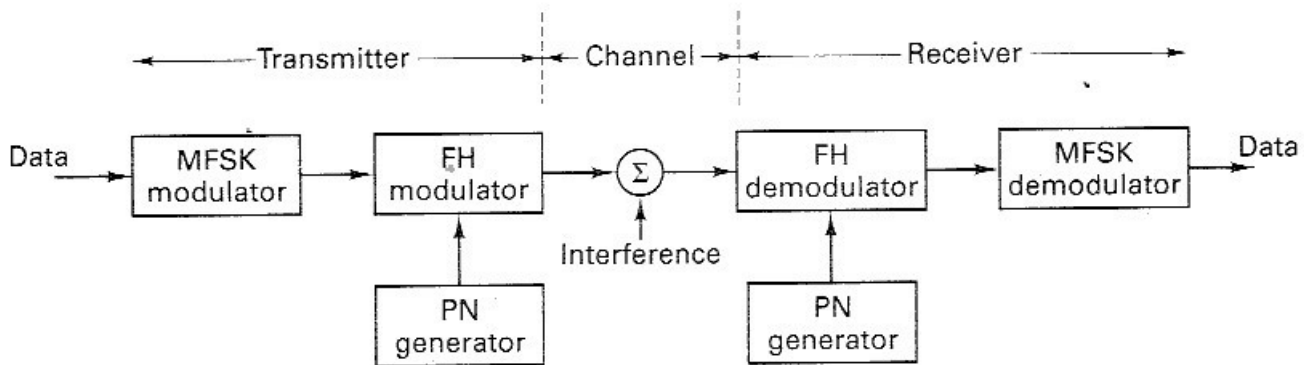 Transmitter Channel Receiver
Data MFSK modulator FH modulator Σ FH demodulator MFSK demodulator Data
Interference
PN generator PN generator